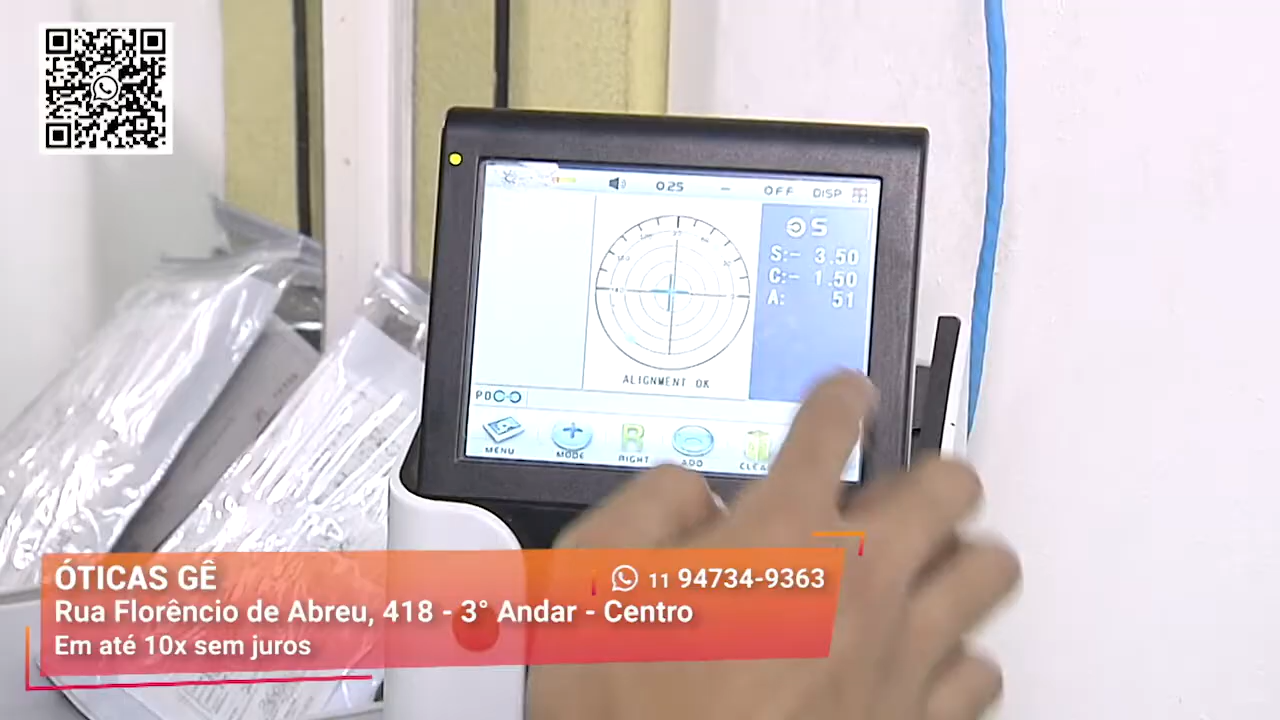 025 - OFF DISP
S
S:- 3.50
C:- 1.50
A: 51
ALIGNMENT OK
PD
MENU
MODE
R
RIGHT
ADD
ÓTICAS GÊ
11 94734-9363
Rua Florêncio de Abreu, 418 - 3° Andar - Centro
Em até 10x sem juros